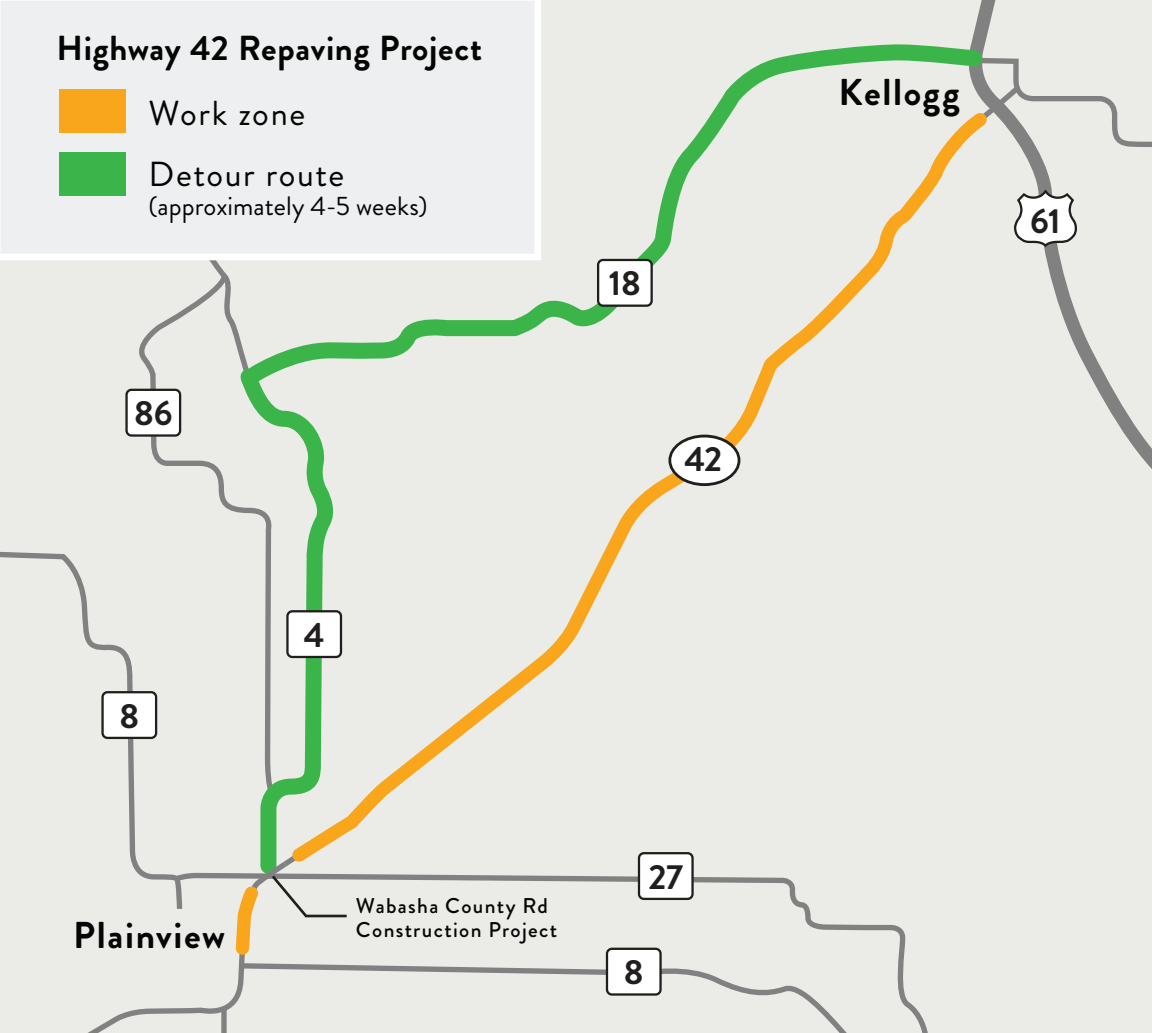 Highway 42 Repaving Project
Work zone
Detour route
(approximately 4-5 weeks)
Kellogg
61
18
86
42
4
8
27
Wabasha County Rd
Construction Project
Plainview
8